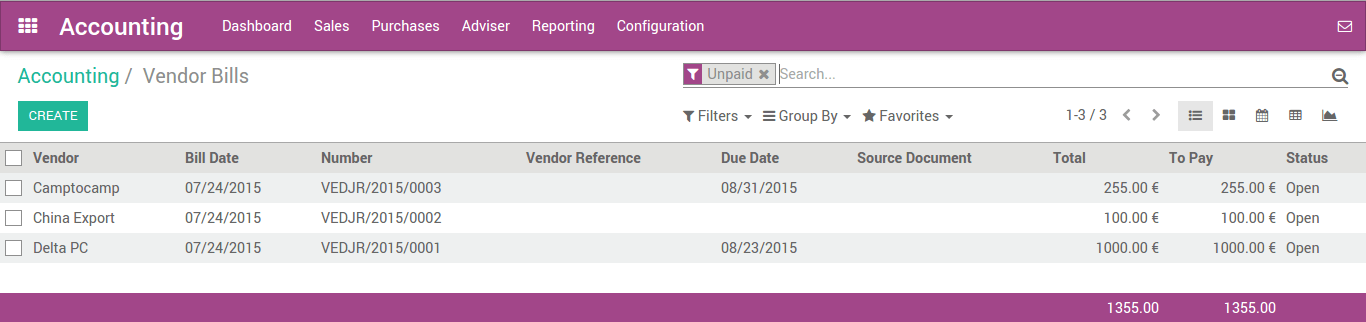 Accounting Dashboard Sales Purchases Adviser Reporting Configuration
Accounting / Vendor Bills Unpaid Search...
CREATE Filters Group By Favorites 1-3 / 3
Vendor Bill Date Number Vendor Reference Due Date Source Document Total To Pay Status
Camptocamp 07/24/2015 VEDJR/2015/0003 08/31/2015 255.00 € 255.00 € Open
China Export 07/24/2015 VEDJR/2015/0002 100.00 € 100.00 € Open
Delta PC 07/24/2015 VEDJR/2015/0001 08/23/2015 1000.00 € 1000.00 € Open
1355.00 1355.00